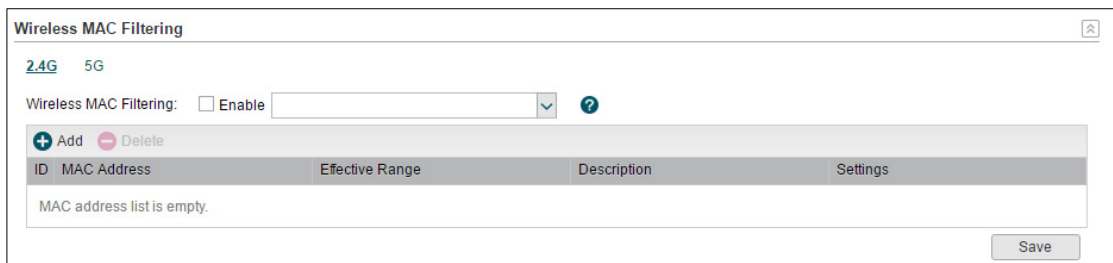 Wireless MAC Filtering
2.4G 5G
Wireless MAC Filtering: Enable ?
Add Delete
ID MAC Address Effective Range Description Settings
MAC address list is empty.
Save